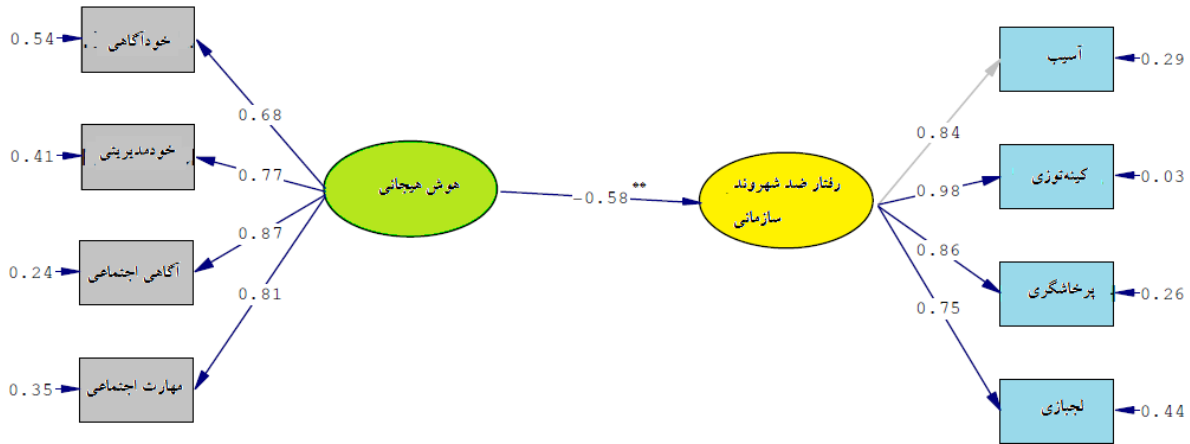 0.54
خودآگاهی
0.68
0.41
خودمدیریتی
0.77
0.24
آگاهی اجتماعی
0.87
0.35
مهارت اجتماعی
0.81
هوش هیجانی
-0.58**
رفتار ضد شهروند
سازمانی
0.84
آسیب
0.29
0.98
کینه‌توزی
0.03
0.86
پرخاشگری
0.26
0.75
لجبازی
0.44